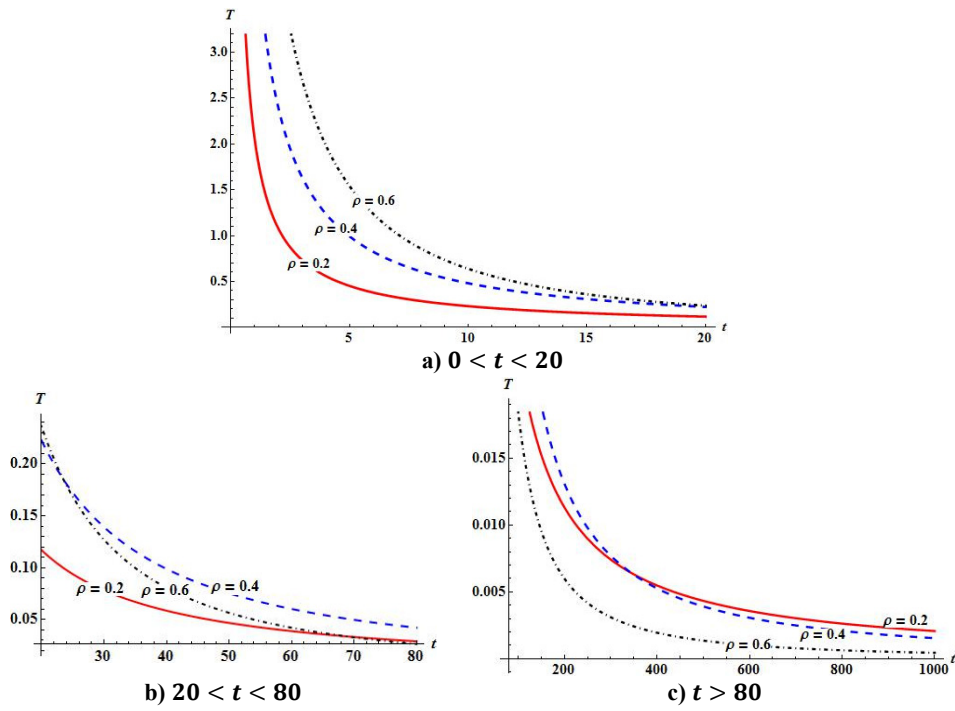 T
3.0
2.5
2.0
1.5
1.0
0.5
ρ = 0.6
ρ = 0.4
ρ = 0.2
5 10 15 20 t
a) 0 < t < 20
T
0.20
0.15
0.10
0.05
ρ = 0.2 ρ = 0.6 ρ = 0.4
30 40 50 60 70 80 t
b) 20 < t < 80
T
0.015
0.010
0.005
ρ = 0.2
ρ = 0.4
ρ = 0.6
200 400 600 800 1000 t
c) t > 80